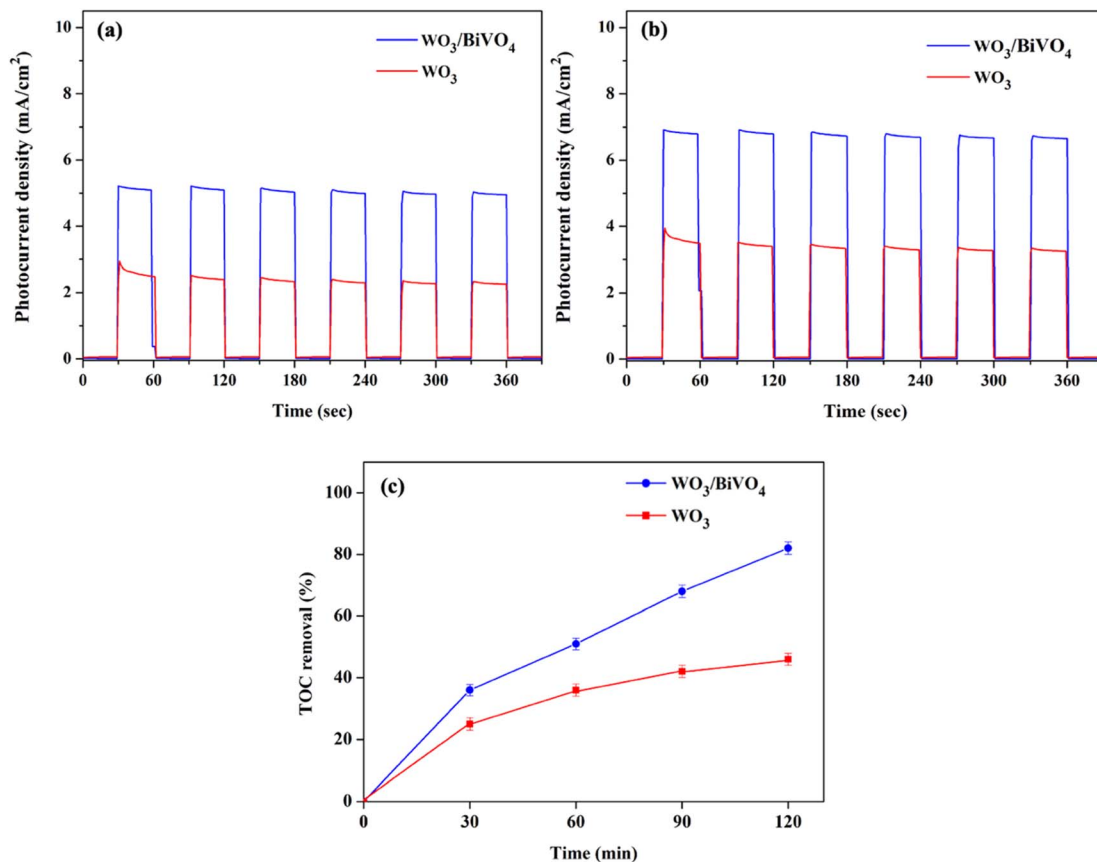 (a)
WO₃/BiVO₄
WO₃
Photocurrent density (mA/cm²)
10
8
6
4
2
0
0 60 120 180 240 300 360
Time (sec)
(b)
WO₃/BiVO₄
WO₃
Photocurrent density (mA/cm²)
10
8
6
4
2
0
0 60 120 180 240 300 360
Time (sec)
(c)
WO₃/BiVO₄
WO₃
TOC removal (%)
100
80
60
40
20
0
0 30 60 90 120
Time (min)